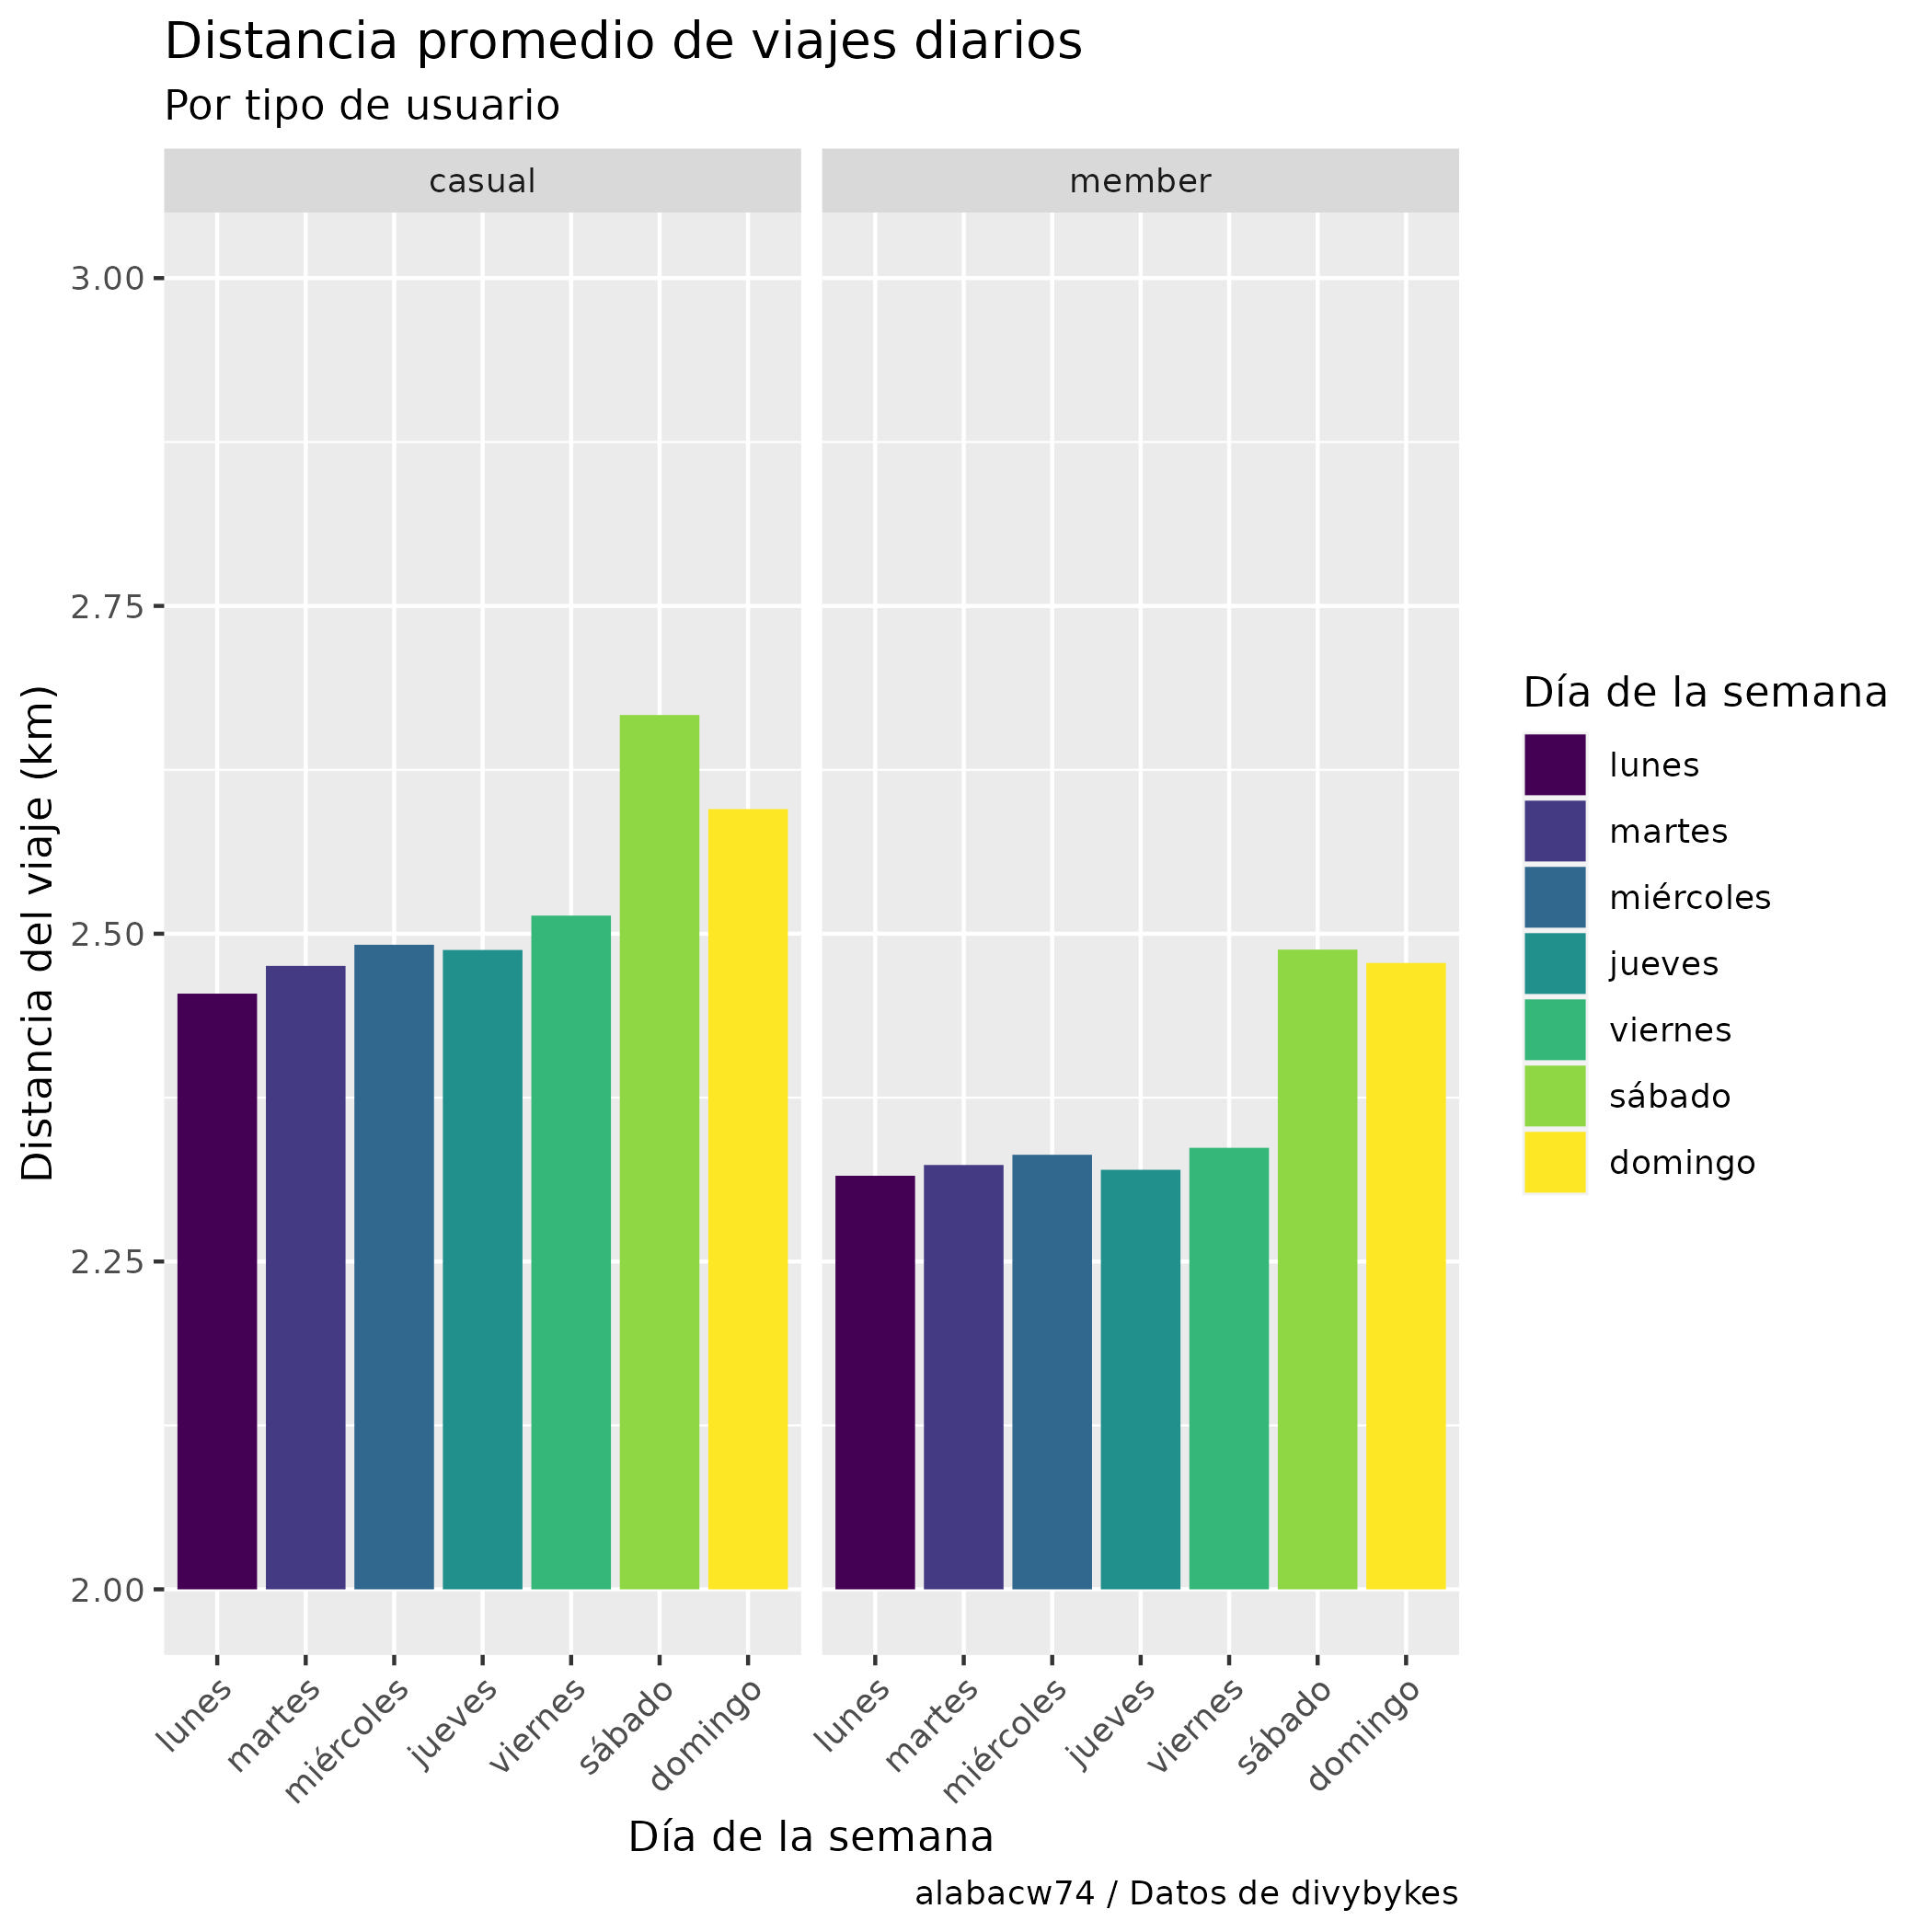 Distancia promedio de viajes diarios
Por tipo de usuario
casual
member
3.00
2.75
2.50
2.25
2.00
Distancia del viaje (km)
lunes
martes
miércoles
jueves
viernes
sábado
domingo
lunes
martes
miércoles
jueves
viernes
sábado
domingo
Día de la semana
Día de la semana
lunes
martes
miércoles
jueves
viernes
sábado
domingo
alabacw74 / Datos de divybykes